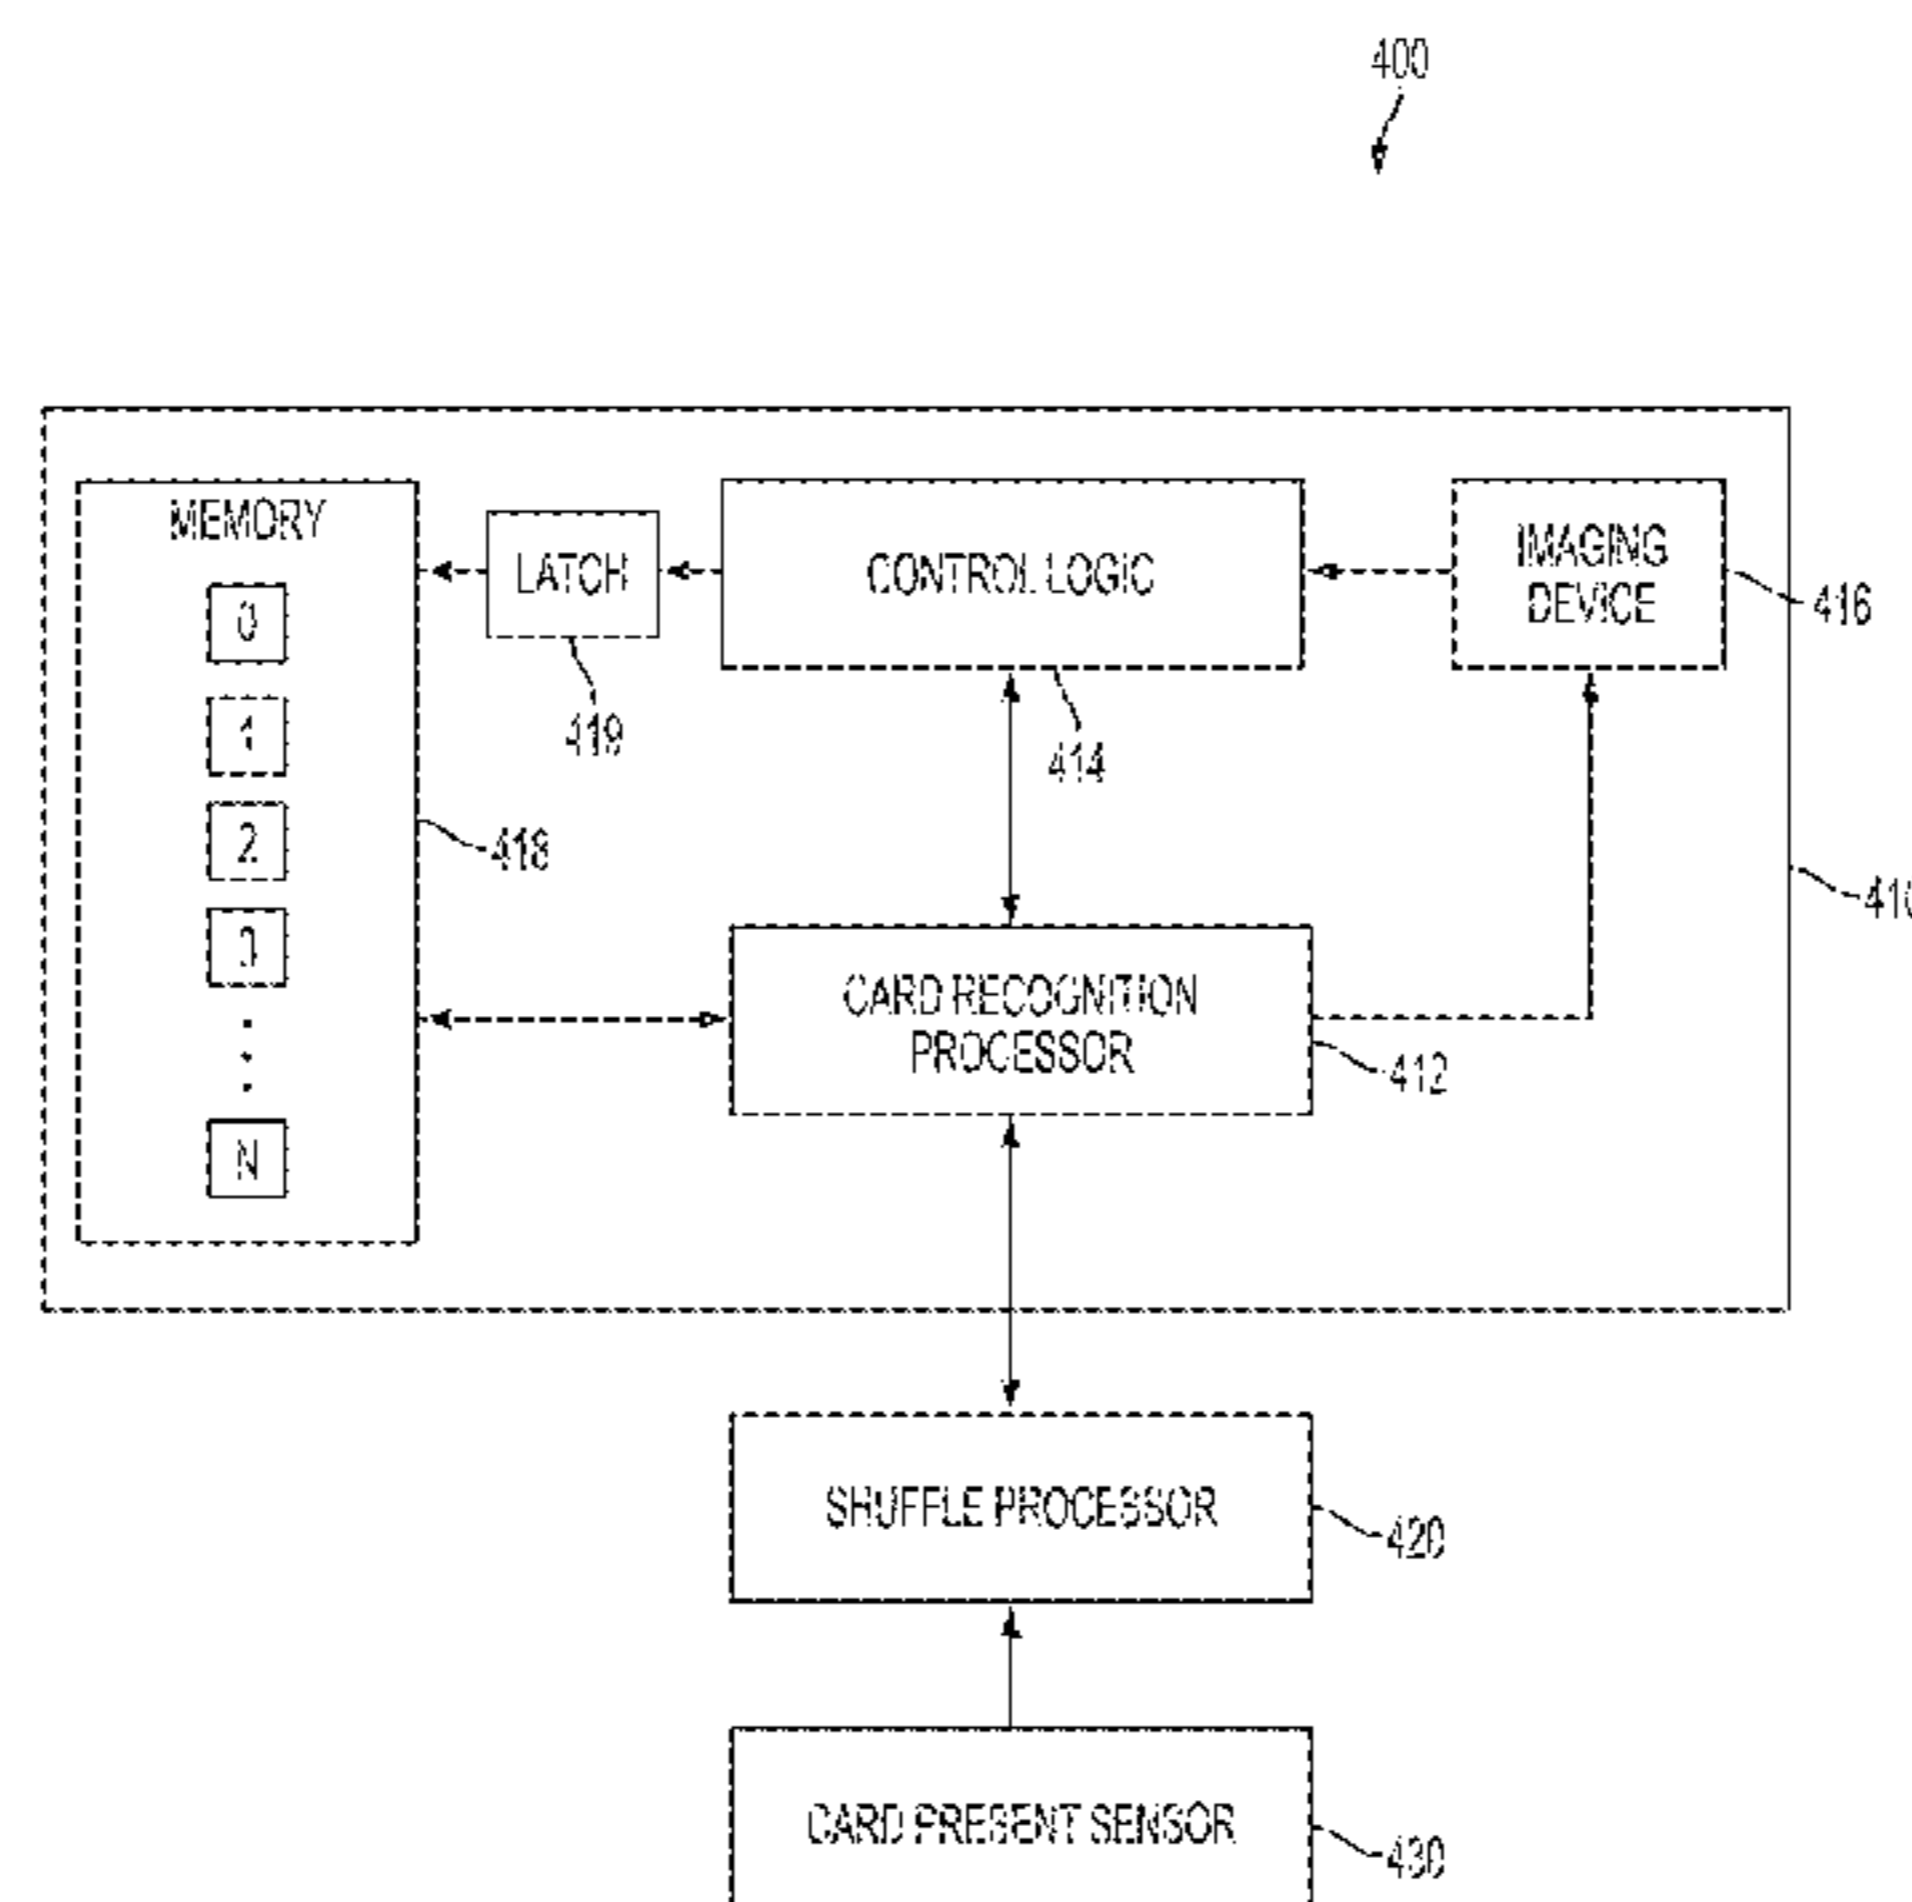 400
MEMORY
LATCH
CONTROL LOGIC
IMAGING
DEVICE
416
0
1
2
3
N
419
414
418
410
CARD RECOGNITION
PROCESSOR
412
SHUFFLE PROCESSOR
420
CARD PRESENT SENSOR
430